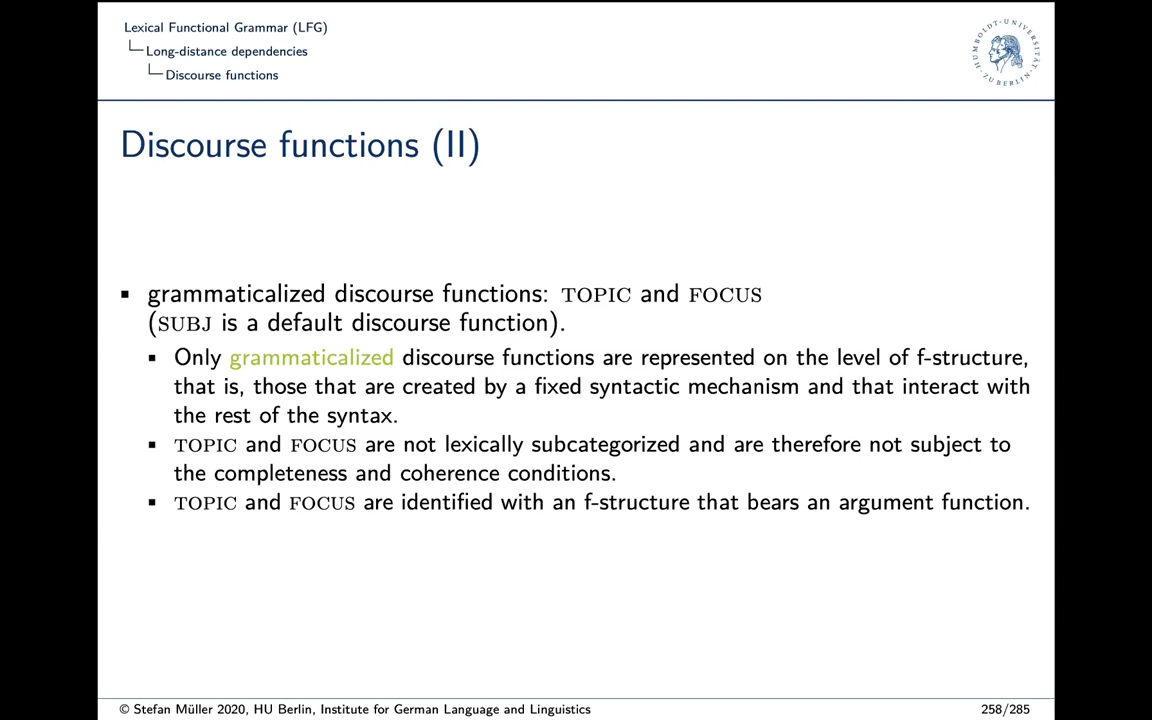 Lexical Functional Grammar (LFG)
Long-distance dependencies
Discourse functions
HUMBOLDT-UNIVERSITÄT ZU BERLIN
Discourse functions (II)
▪ grammaticalized discourse functions: TOPIC and FOCUS
(SUBJ is a default discourse function).
▪ Only grammaticalized discourse functions are represented on the level of f-structure,
that is, those that are created by a fixed syntactic mechanism and that interact with
the rest of the syntax.
▪ TOPIC and FOCUS are not lexically subcategorized and are therefore not subject to
the completeness and coherence conditions.
▪ TOPIC and FOCUS are identified with an f-structure that bears an argument function.
© Stefan Müller 2020, HU Berlin, Institute for German Language and Linguistics
258/285